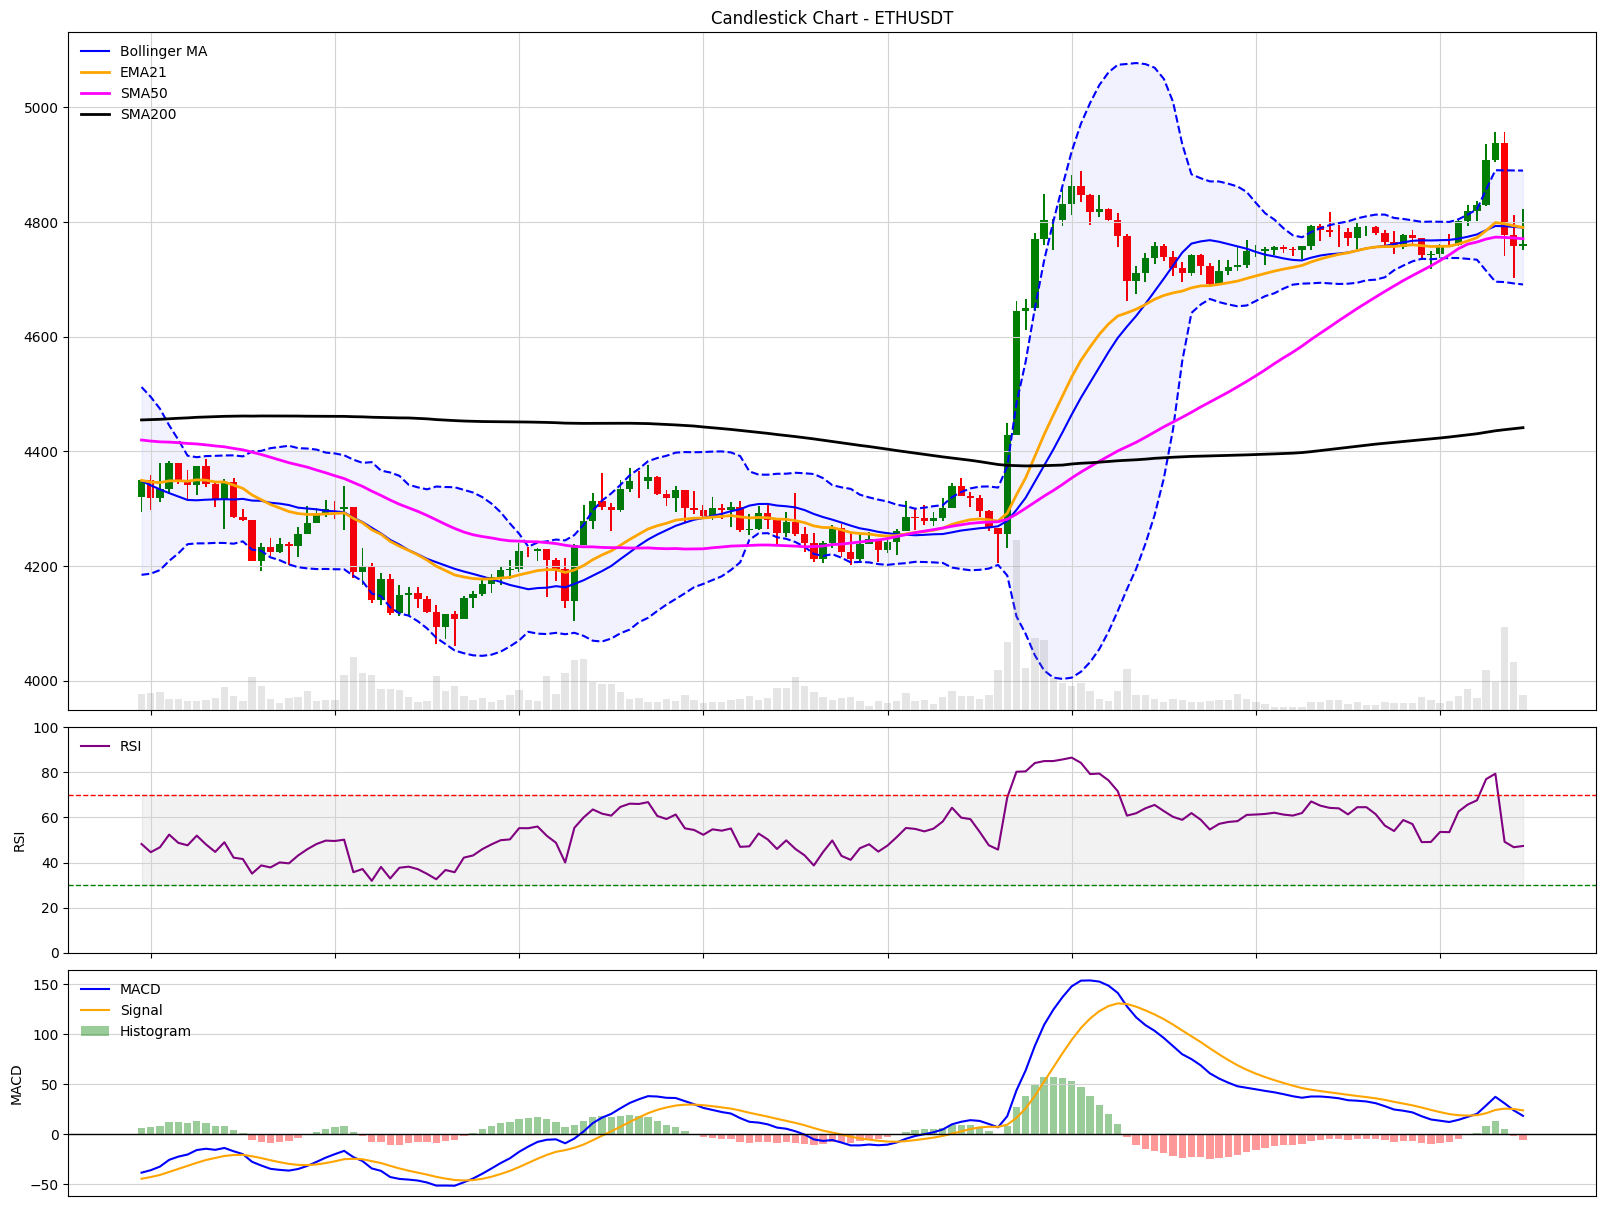 Candlestick Chart - ETHUSDT
Bollinger MA
EMA21
SMA50
SMA200
5000
4800
4600
4400
4200
4000
RSI
100
80
60
40
20
0
RSI
MACD
Signal
Histogram
150
100
50
0
−50
MACD